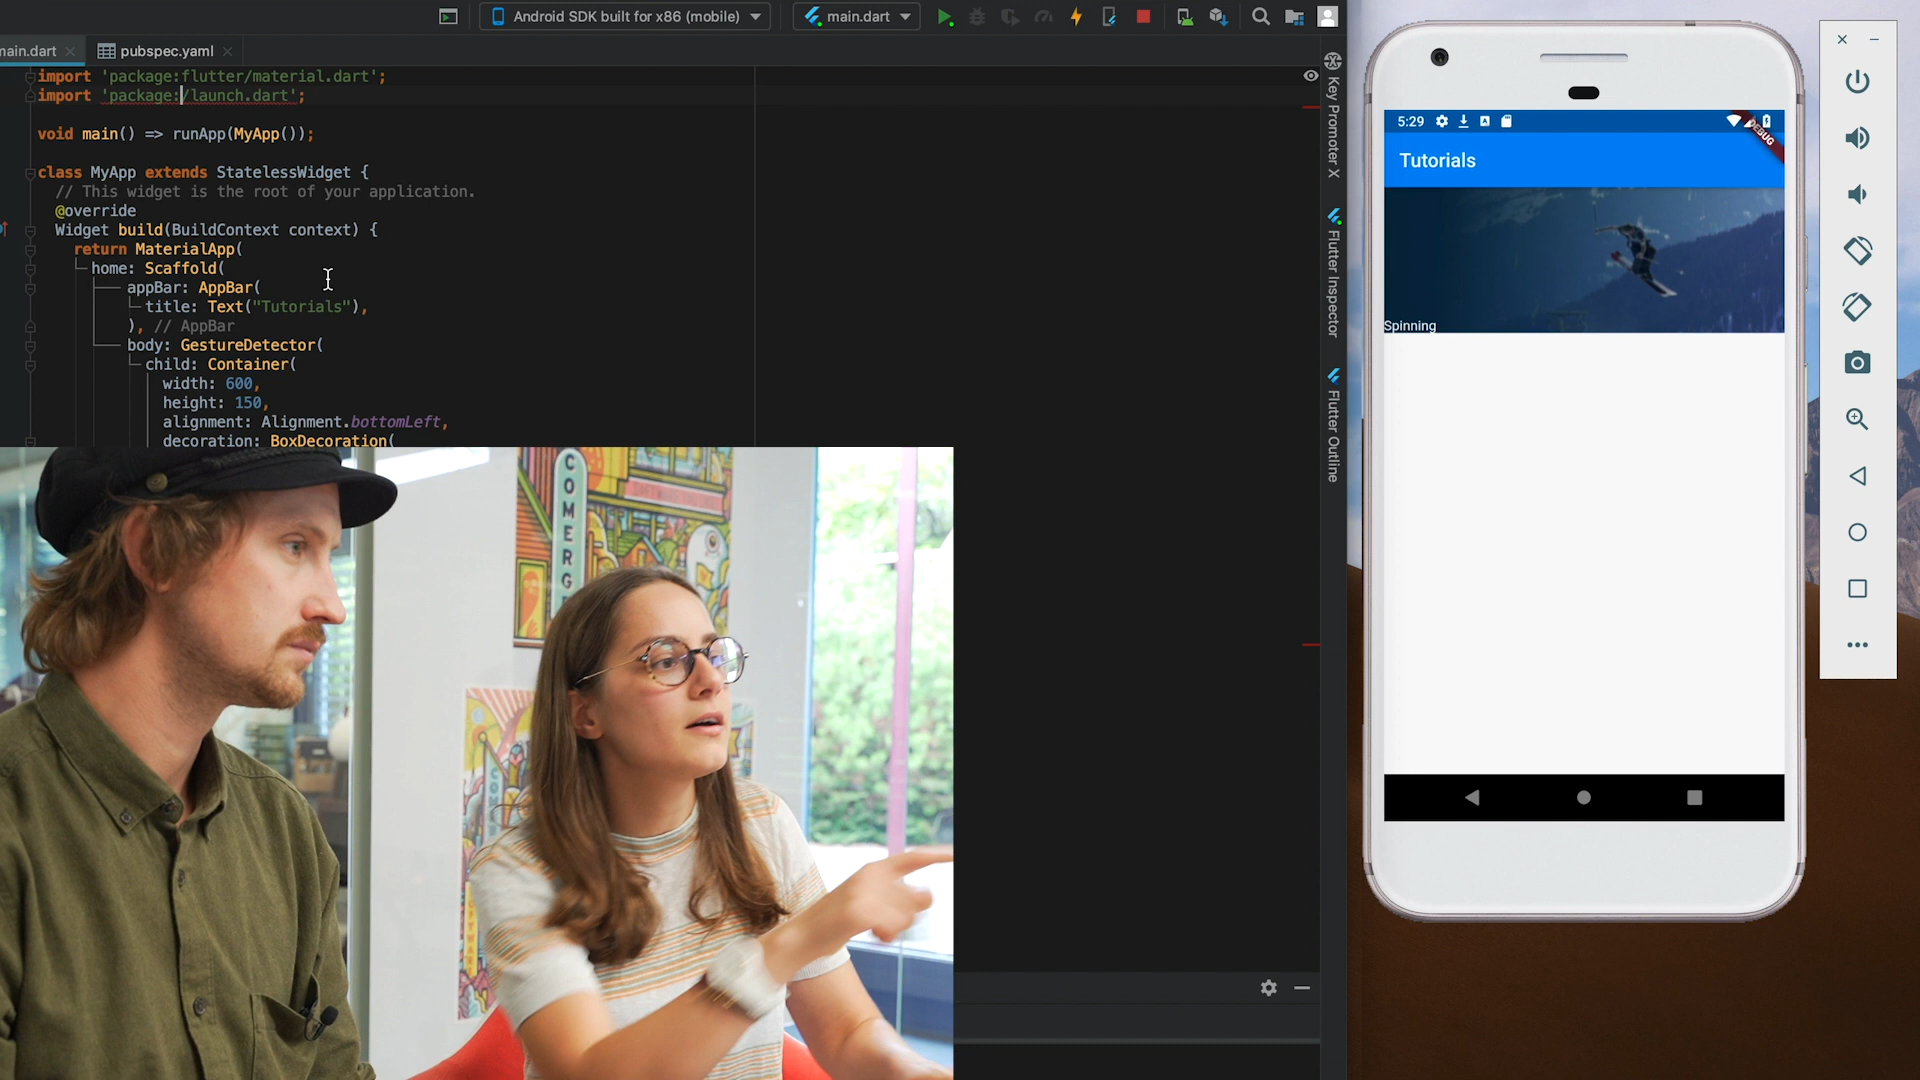 Android SDK built for x86 (mobile)
main.dart
main.dart
pubspec.yaml
import 'package:flutter/material.dart';
import 'package:/launch.dart';
void main() => runApp(MyApp());
class MyApp extends StatelessWidget {
// This widget is the root of your application.
@override
Widget build(BuildContext context) {
return MaterialApp(
home: Scaffold(
appBar: AppBar(
title: Text("Tutorials"),
), // AppBar
body: GestureDetector(
child: Container(
width: 600,
height: 150,
alignment: Alignment.bottomLeft,
decoration: BoxDecoration(
Key Promoter X
Flutter Inspector
Flutter Outline
5:29
DEBUG
Tutorials
Spinning
COMERG